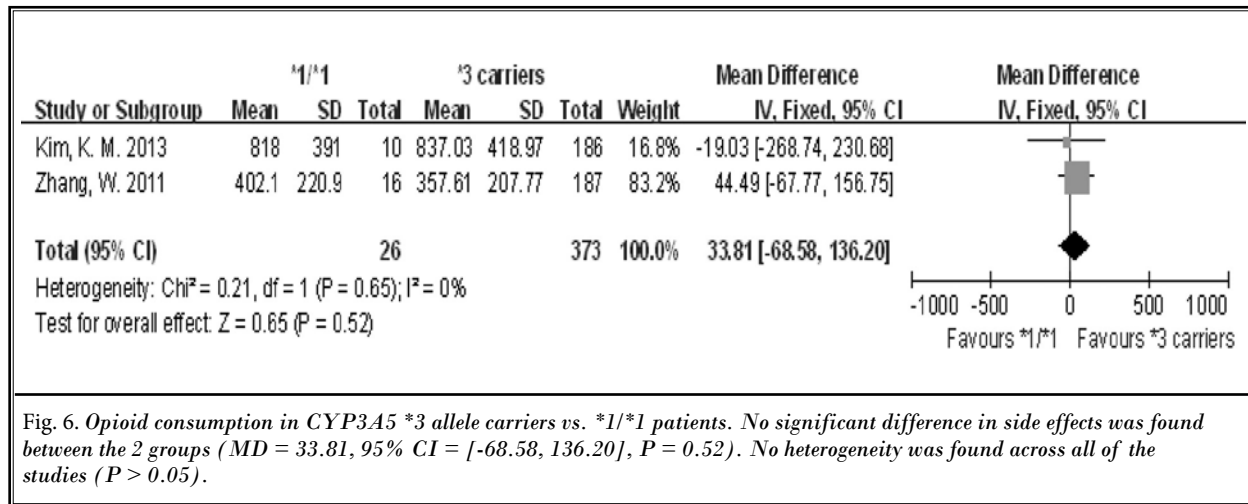 *1/*1 *3 carriers Mean Difference Mean Difference
Study or Subgroup Mean SD Total Mean SD Total Weight IV, Fixed, 95% CI IV, Fixed, 95% CI
Kim, K. M. 2013 818 391 10 837.03 418.97 186 16.8% -19.03 [-268.74, 230.68]
Zhang, W. 2011 402.1 220.9 16 357.61 207.77 187 83.2% 44.49 [-67.77, 156.75]
Total (95% CI) 26 373 100.0% 33.81 [-68.58, 136.20]
Heterogeneity: Chi² = 0.21, df = 1 (P = 0.65); I² = 0%
Test for overall effect: Z = 0.65 (P = 0.52)
-1000 -500 0 500 1000
Favours *1/*1 Favours *3 carriers
Fig. 6. Opioid consumption in CYP3A5 *3 allele carriers vs. *1/*1 patients. No significant difference in side effects was found
between the 2 groups (MD = 33.81, 95% CI = [-68.58, 136.20], P = 0.52). No heterogeneity was found across all of the
studies (P > 0.05).